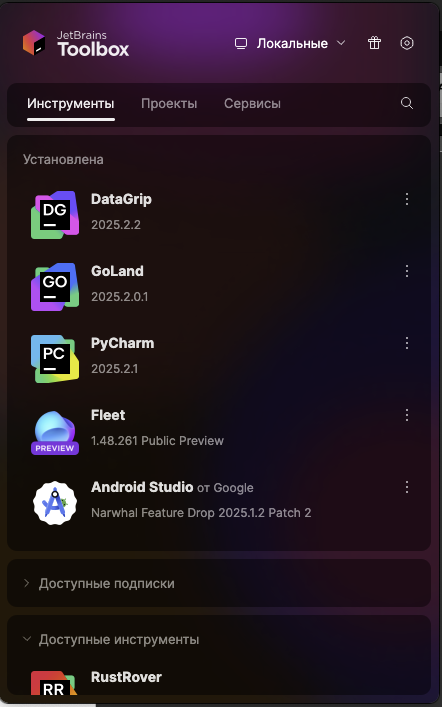 JetBrains
Toolbox
Локальные
Инструменты Проекты Сервисы
Установлена
DG
DataGrip
2025.2.2
GO
GoLand
2025.2.0.1
PC
PyCharm
2025.2.1
Fleet
PREVIEW
1.48.261 Public Preview
Android Studio от Google
Narwhal Feature Drop 2025.1.2 Patch 2
Доступные подписки
Доступные инструменты
RR
RustRover